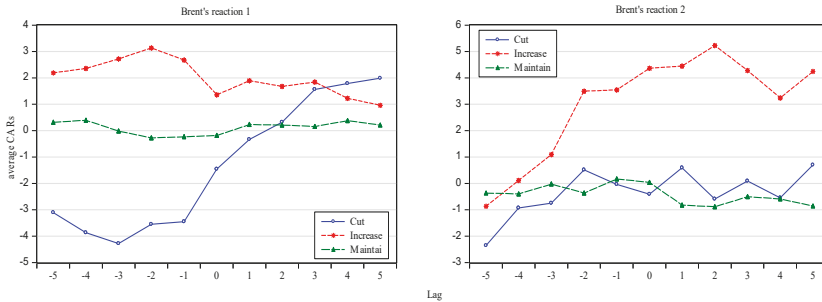 Brent's reaction 1
4
3
2
1
0
-1
-2
-3
-4
-5
average CARs
-5 -4 -3 -2 -1 0 1 2 3 4 5
Cut
Increase
Maintai
Brent's reaction 2
6
5
4
3
2
1
0
-1
-2
-3
-5 -4 -3 -2 -1 0 1 2 3 4 5
Cut
Increase
Maintain
Lag